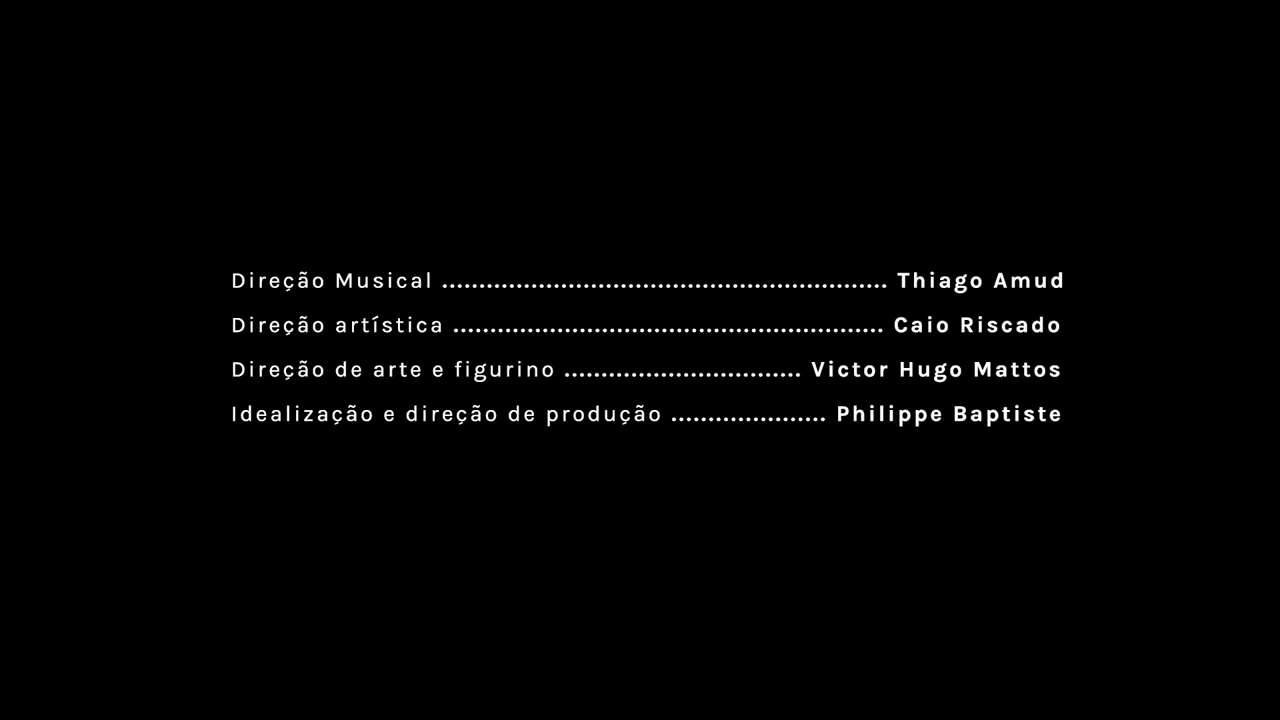 Direção Musical ............................................................ Thiago Amud
Direção artística .......................................................... Caio Riscado
Direção de arte e figurino ................................ Victor Hugo Mattos
Idealização e direção de produção ..................... Philippe Baptiste